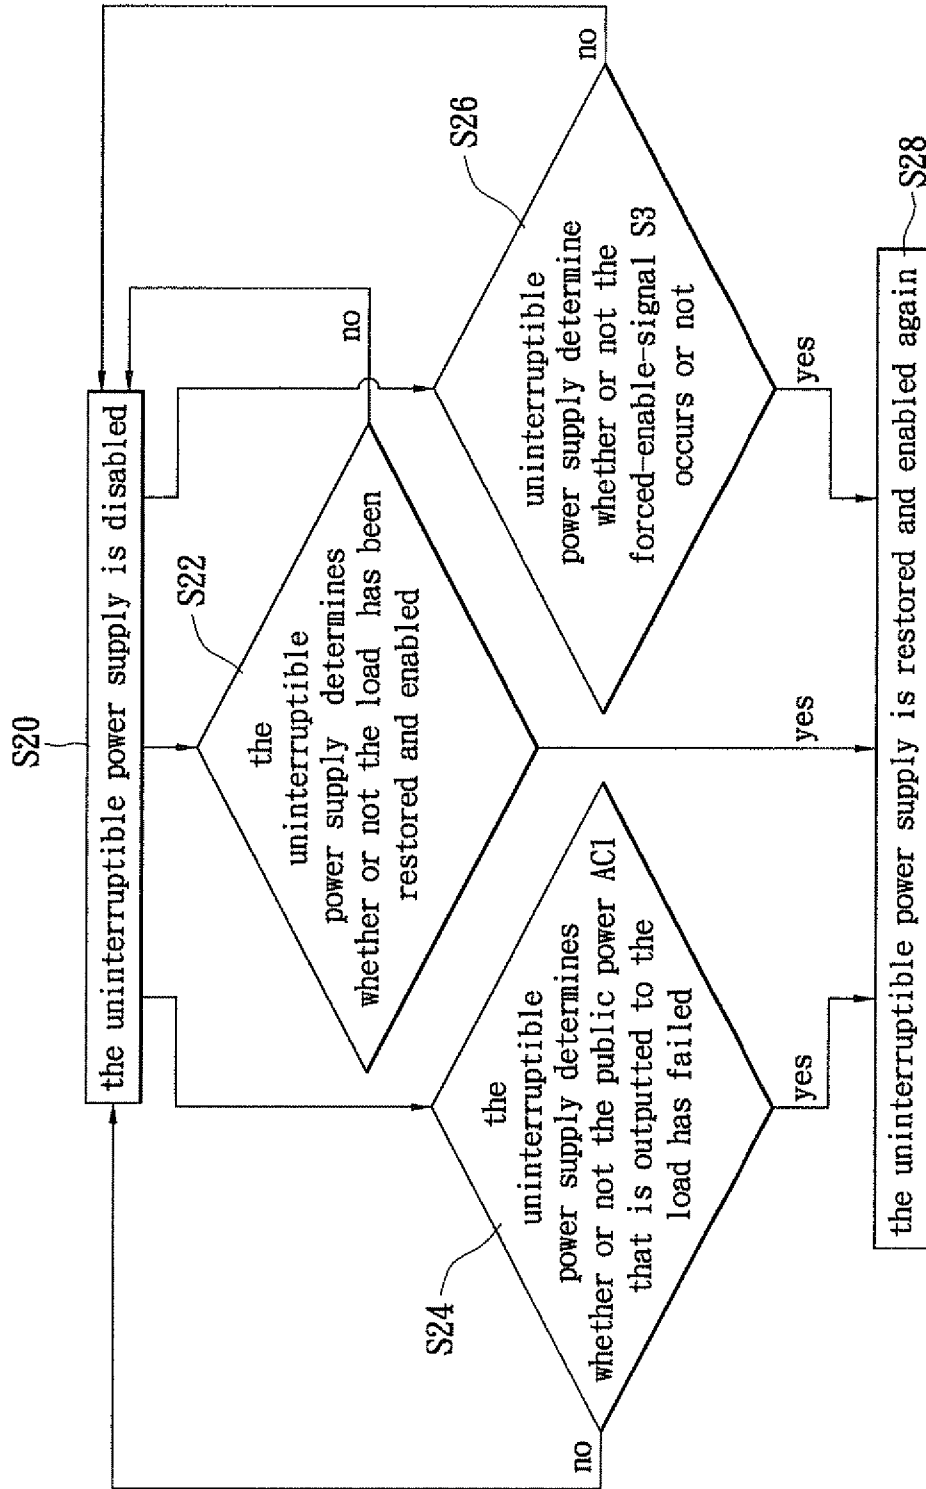 S20
the uninterruptible power supply is disabled
S22
the
uninterruptible
power supply determines
whether or not the load has been
restored and enabled
no
yes
S24
the
uninterruptible
power supply determines
whether or not the public power AC1
that is outputted to the
load has failed
no
yes
S26
uninterruptible
power supply determine
whether or not the
forced-enable-signal S3
occurs or not
no
yes
the uninterruptible power supply is restored and enabled again
S28